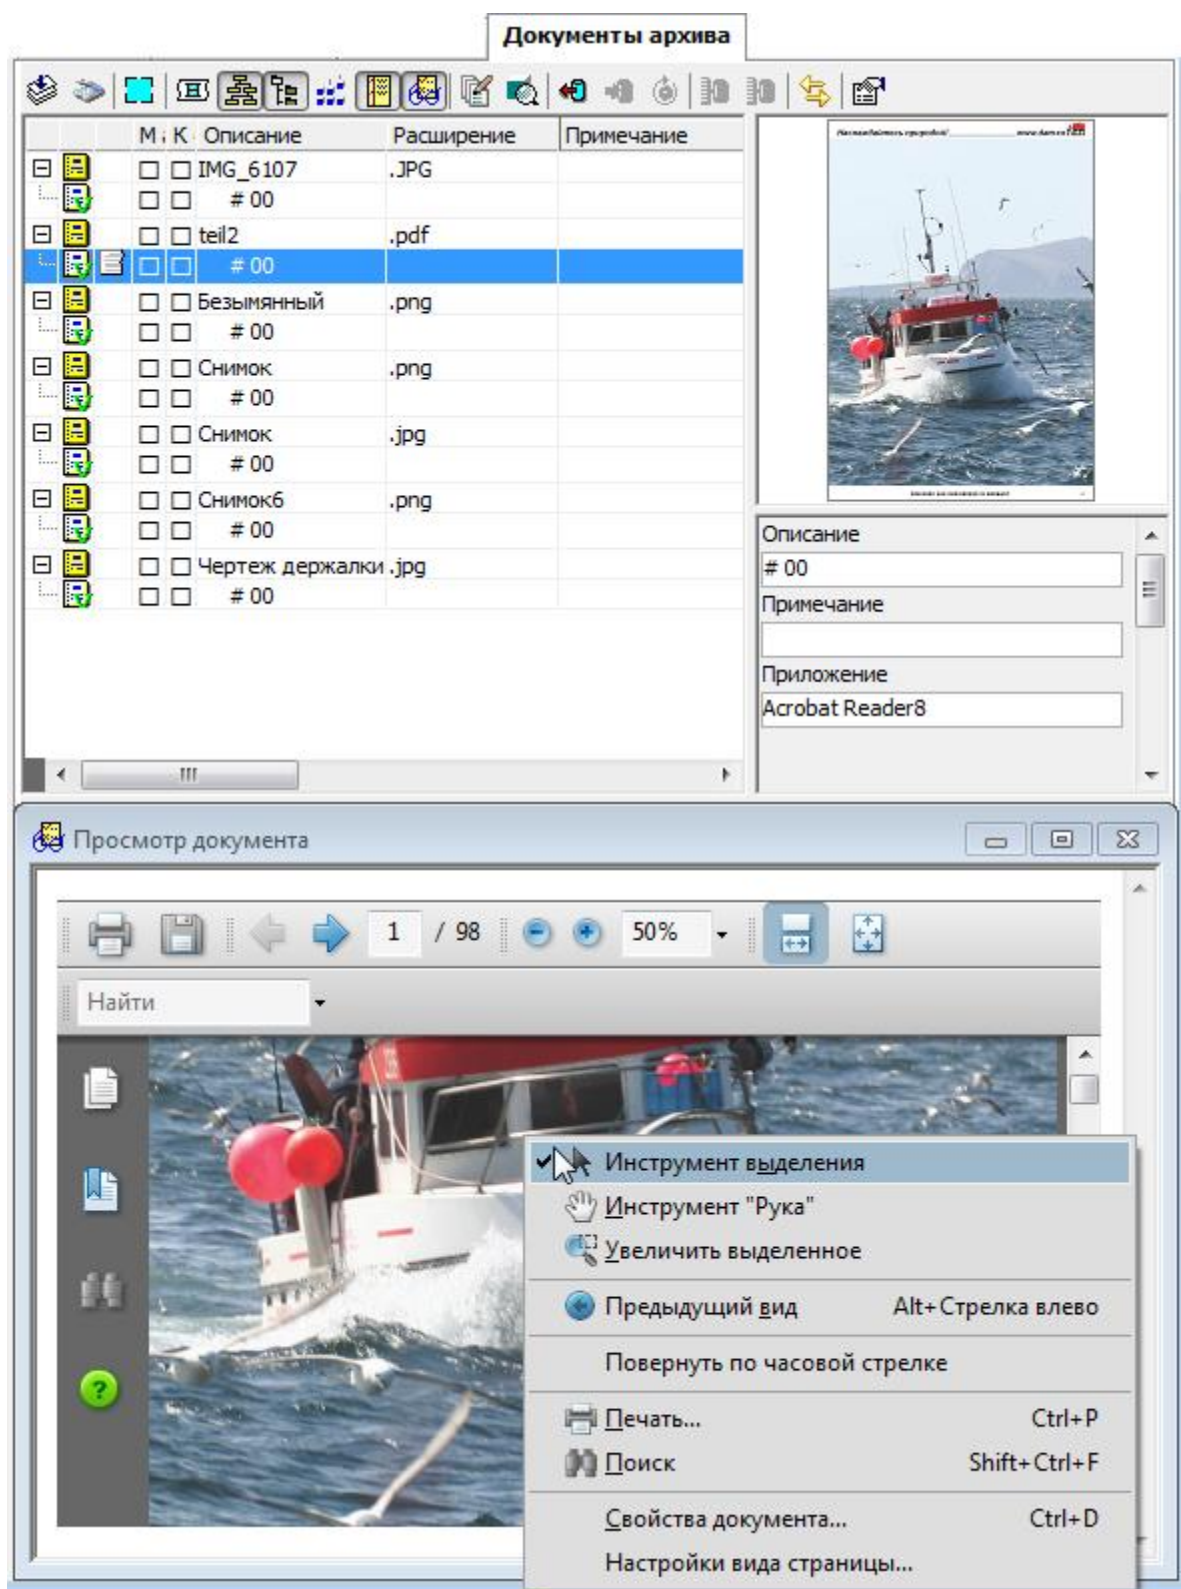 Документы архива
М К Описание Расширение Примечание
IMG_6107 .JPG
# 00
teil2 .pdf
# 00
Безымянный .png
# 00
Снимок .png
# 00
Снимок .jpg
# 00
Снимок6 .png
# 00
Чертеж держалки .jpg
# 00
Описание
# 00
Примечание
Приложение
Acrobat Reader8
Просмотр документа
1 / 98 50%
Найти
Инструмент выделения
Инструмент "Рука"
Увеличить выделенное
Предыдущий вид Alt+Стрелка влево
Повернуть по часовой стрелке
Печать... Ctrl+P
Поиск Shift+Ctrl+F
Свойства документа... Ctrl+D
Настройки вида страницы...